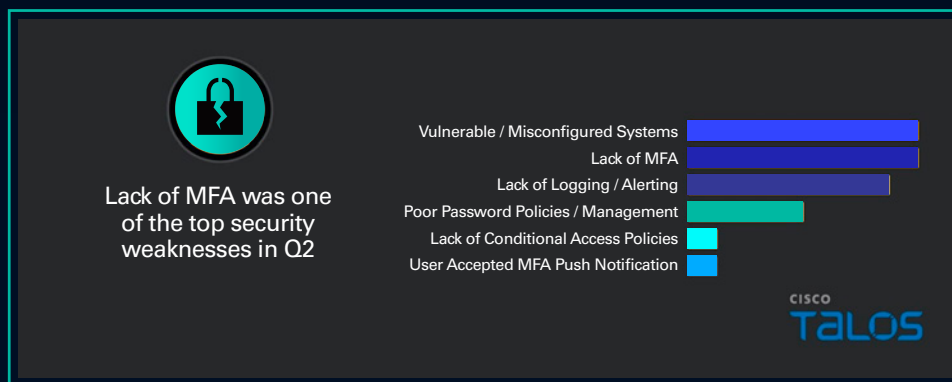 Lack of MFA was one
of the top security
weaknesses in Q2
Vulnerable / Misconfigured Systems
Lack of MFA
Lack of Logging / Alerting
Poor Password Policies / Management
Lack of Conditional Access Policies
User Accepted MFA Push Notification
CISCO
TALOS